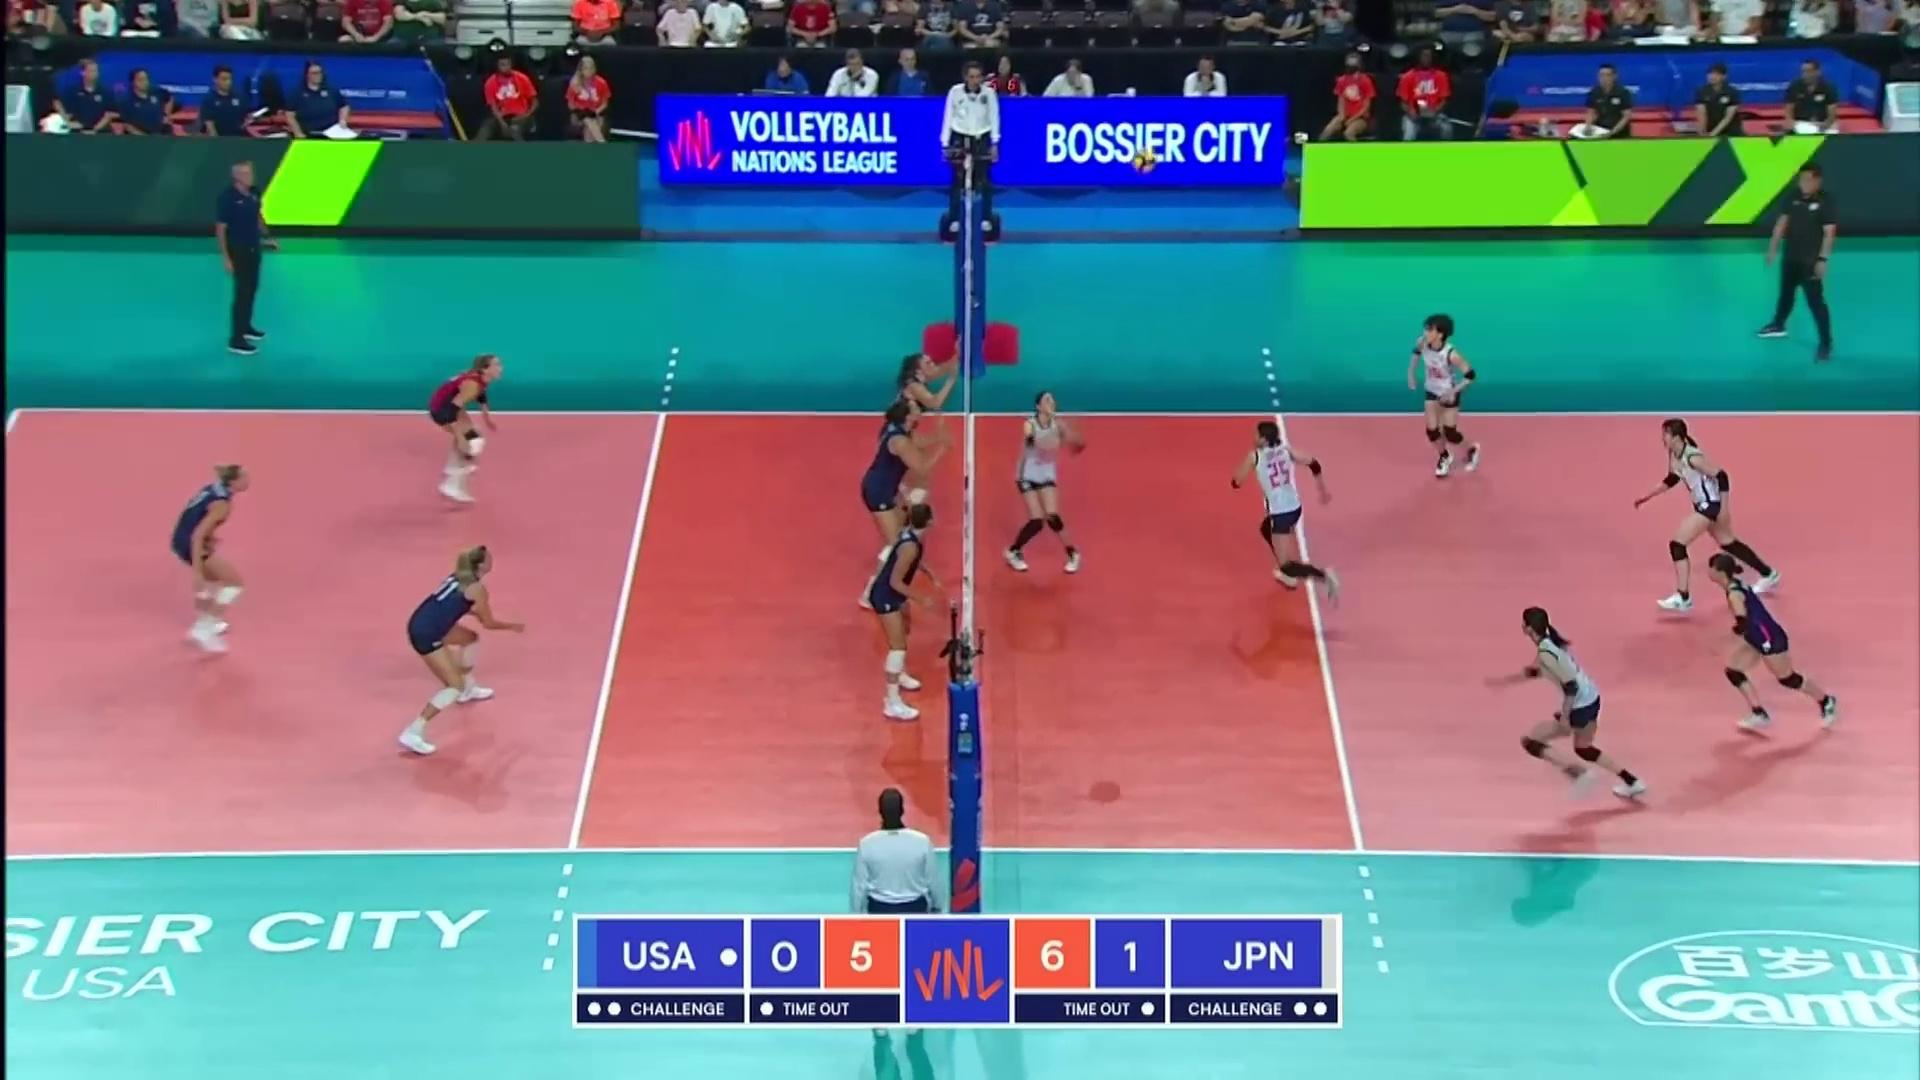 VOLLEYBALL
NATIONS LEAGUE
BOSSIER CITY
25
SIER CITY
USA
百岁山
Gant
USA 0 5 VNL 6 1 JPN
CHALLENGE TIME OUT TIME OUT CHALLENGE